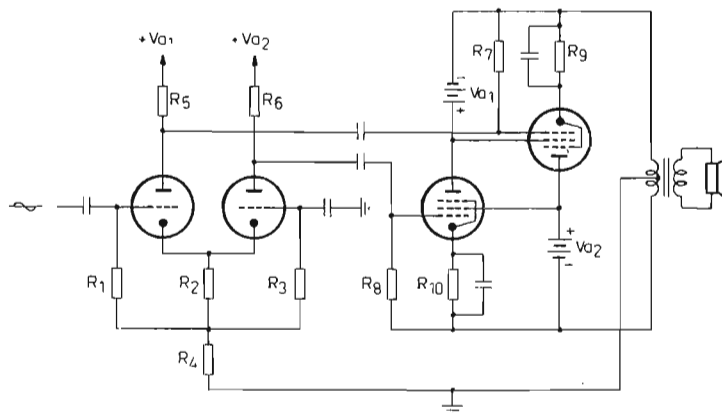 +Va1
+Va2
R5
R6
R7
R9
-
Va1
+
R1
R2
R3
R8
R10
+
Va2
-
R4